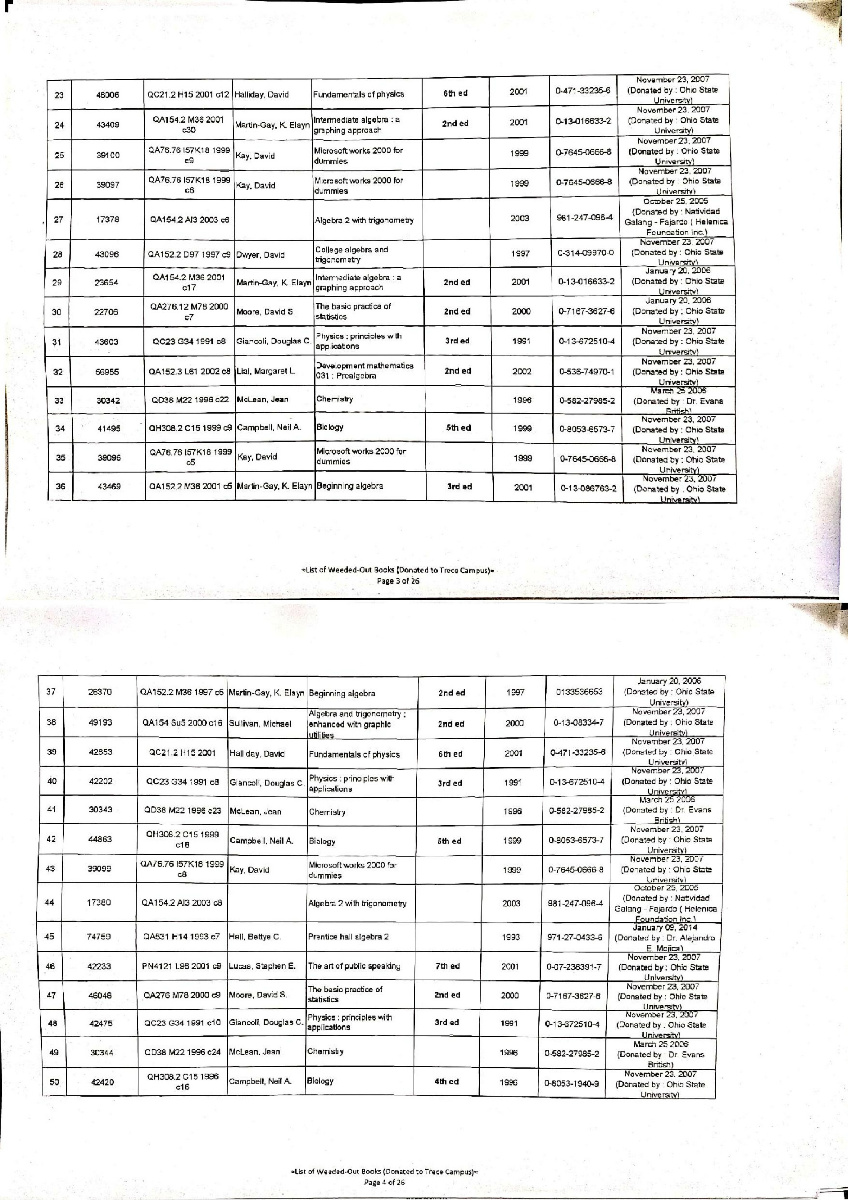 23 46006 QC21.2 H15 2001 c12 Halliday, David Fundamentals of physics 6th ed 2001 0-471-33235-6 November 23, 2007 (Donated by : Ohio State University)
24 43409 QA154.2 M36 2001 c30 Martin-Gay, K. Elayn Intermediate algebra : a graphing approach 2nd ed 2001 0-13-016633-2 November 23, 2007 (Donated by : Ohio State University)
25 39100 QA76.76 I57K18 1999 c9 Kay, David Microsoft works 2000 for dummies 1999 0-7645-0666-8 November 23, 2007 (Donated by : Ohio State University)
26 39097 QA76.76 I57K18 1999 c6 Kay, David Microsoft works 2000 for dummies 1999 0-7645-0666-8 November 23, 2007 (Donated by : Ohio State University)
27 17378 QA154.2 Al3 2003 c6 Algebra 2 with trigonometry 2003 981-247-096-4 October 25, 2005 (Donated by : Natividad Galang - Fajardo ( Helenica Foundation Inc.)
28 43096 QA152.2 D97 1997 c9 Dwyer, David College algebra and trigonometry 1997 0-314-09970-0 November 23, 2007 (Donated by : Ohio State University)
29 23654 QA154.2 M36 2001 c17 Martin-Gay, K. Elayn Intermediate algebra : a graphing approach 2nd ed 2001 0-13-016633-2 January 20, 2006 (Donated by : Ohio State University)
30 22706 QA276.12 M78 2000 c7 Moore, David S The basic practice of statistics 2nd ed 2000 0-7167-3627-6 January 20, 2006 (Donated by : Ohio State University)
31 43603 QC23 G34 1991 c8 Giancoli, Douglas C. Physics : principles with applications 3rd ed 1991 0-13-672510-4 November 23, 2007 (Donated by : Ohio State University)
32 56955 QA152.3 L61 2002 c8 Lial, Margaret L. Development mathematics 031 : Prealgebra 2nd ed 2002 0-536-74970-1 November 23, 2007 (Donated by : Ohio State University)
33 30342 QD38 M22 1996 c22 McLean, Jean Chemistry 1996 0-582-27985-2 March 25 2006 (Donated by : Dr. Evans British)
34 41495 QH308.2 C15 1999 c9 Campbell, Neil A. Biology 5th ed 1999 0-8053-6573-7 November 23, 2007 (Donated by : Ohio State University)
35 39096 QA76.76 I57K18 1999 c5 Kay, David Microsoft works 2000 for dummies 1999 0-7645-0666-8 November 23, 2007 (Donated by : Ohio State University)
36 43469 QA152.2 M36 2001 c5 Martin-Gay, K. Elayn Beginning algebra 3rd ed 2001 0-13-086763-2 November 23, 2007 (Donated by : Ohio State University)
=List of Weeded-Out Books (Donated to Trece Campus)=
Page 3 of 26
37 26370 QA152.2 M36 1997 c6 Martin-Gay, K. Elayn Beginning algebra 2nd ed 1997 0133536653 January 20, 2006 (Donated by : Ohio State University)
38 49193 QA154 Su5 2000 c16 Sullivan, Michael Algebra and trigonometry : enhanced with graphic utilities 2nd ed 2000 0-13-08334-7 November 23, 2007 (Donated by : Ohio State University)
39 42853 QC21.2 H15 2001 Halliday, David Fundamentals of physics 6th ed 2001 0-471-33235-6 November 23, 2007 (Donated by : Ohio State University)
40 42202 QC23 G34 1991 c8 Giancoli, Douglas C. Physics : principles with applications 3rd ed 1991 0-13-672510-4 November 23, 2007 (Donated by : Ohio State University)
41 30343 QD38 M22 1996 c23 McLean, Jean Chemistry 1996 0-582-27985-2 March 25 2006 (Donated by : Dr. Evans British)
42 44863 QH308.2 C15 1999 c18 Campbell, Neil A. Biology 5th ed 1999 0-8053-6573-7 November 23, 2007 (Donated by : Ohio State University)
43 39099 QA76.76 I57K18 1999 c8 Kay, David Microsoft works 2000 for dummies 1999 0-7645-0666-8 November 23, 2007 (Donated by : Ohio State University)
44 17380 QA154.2 Al3 2003 c8 Algebra 2 with trigonometry 2003 981-247-096-4 October 25, 2005 (Donated by : Natividad Galang - Fajardo ( Helenica Foundation Inc.)
45 74759 QA531 H14 1993 c7 Hall, Bettye C. Prentice hall algebra 2 1993 971-27-0433-6 January 09, 2014 (Donated by : Dr. Alejandro E. Mojica)
46 42233 PN4121 L96 2001 c9 Lucas, Stephen E. The art of public speaking 7th ed 2001 0-07-236391-7 November 23, 2007 (Donated by : Ohio State University)
47 46046 QA276 M78 2000 c9 Moore, David S. The basic practice of statistics 2nd ed 2000 0-7167-3627-6 November 23, 2007 (Donated by : Ohio State University)
48 42475 QC23 G34 1991 c10 Giancoli, Douglas C. Physics : principles with applications 3rd ed 1991 0-13-672510-4 November 23, 2007 (Donated by : Ohio State University)
49 30344 QD38 M22 1996 c24 McLean, Jean Chemistry 1996 0-582-27985-2 March 25 2006 (Donated by : Dr. Evans British)
50 42420 QH308.2 C15 1996 c16 Campbell, Neil A. Biology 4th ed 1996 0-8053-1940-9 November 23, 2007 (Donated by : Ohio State University)
=List of Weeded-Out Books (Donated to Trece Campus)=
Page 4 of 26